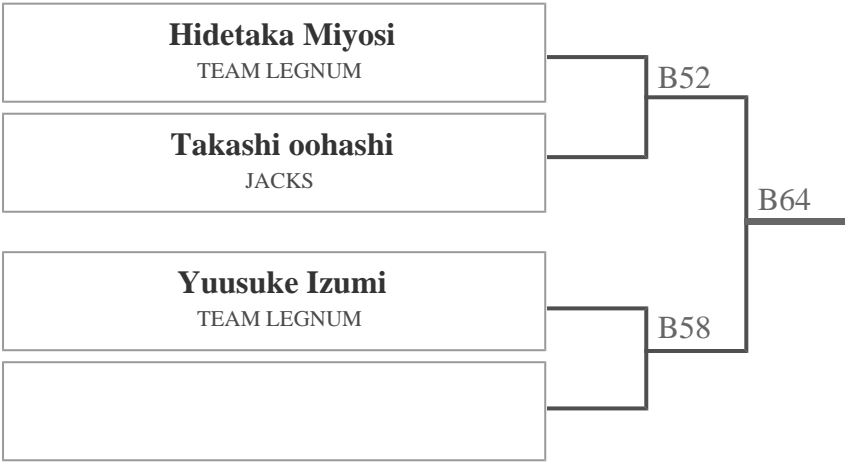 Hidetaka Miyosi
TEAM LEGNUM
B52
Takashi oohashi
JACKS
B64
Yuusuke Izumi
TEAM LEGNUM
B58